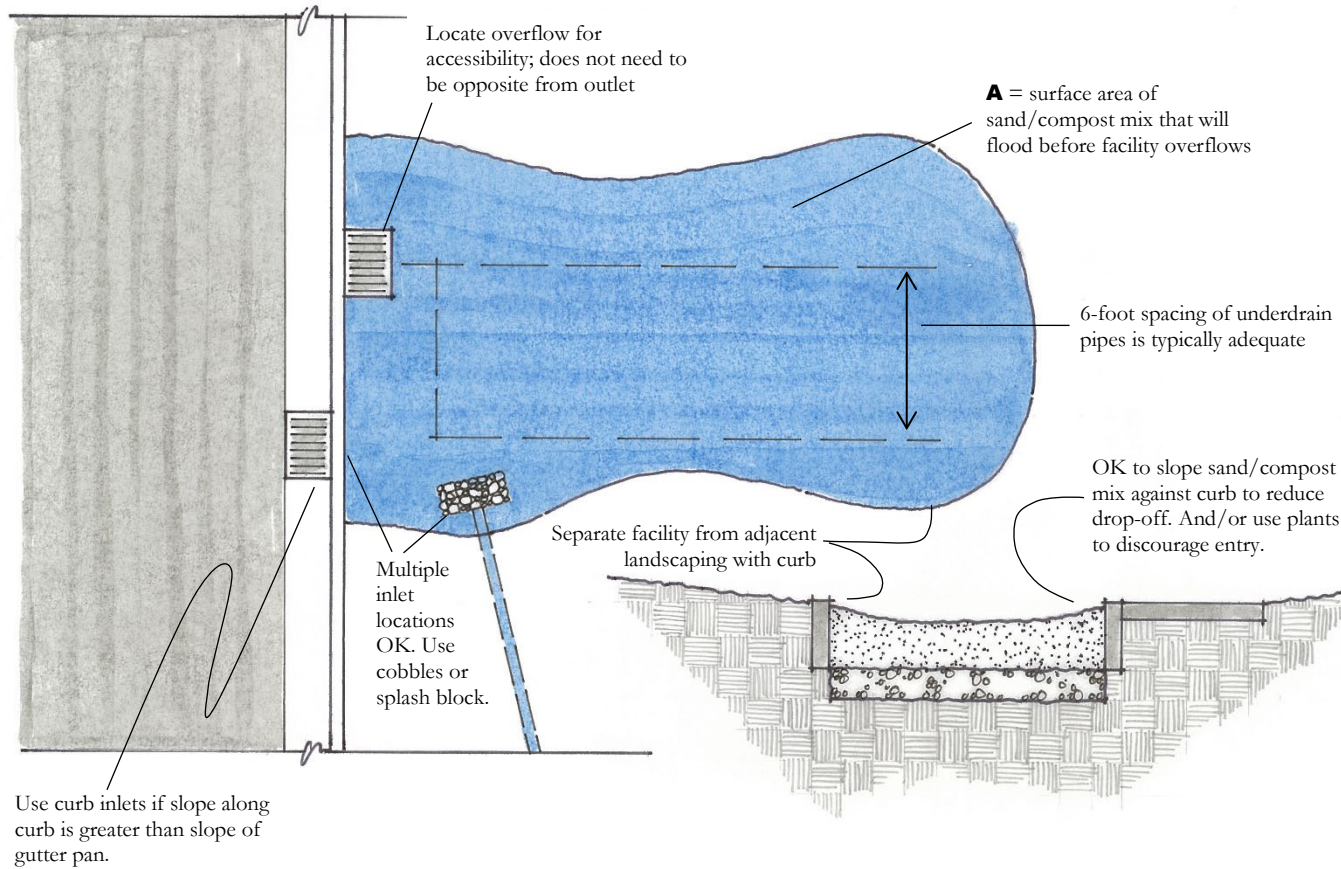 Locate overflow for
accessibility; does not need to
be opposite from outlet
A = surface area of
sand/compost mix that will
flood before facility overflows
6-foot spacing of underdrain
pipes is typically adequate
OK to slope sand/compost
mix against curb to reduce
drop-off. And/or use plants
to discourage entry.
Separate facility from adjacent
landscaping with curb
Multiple
inlet
locations
OK. Use
cobbles or
splash block.
Use curb inlets if slope along
curb is greater than slope of
gutter pan.